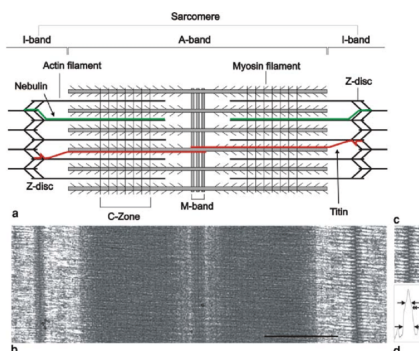 Sarcomere
I-band A-band I-band
Actin filament Myosin filament Z-disc
Nebulin
Z-disc Titin
a C-Zone M-band
c
b d